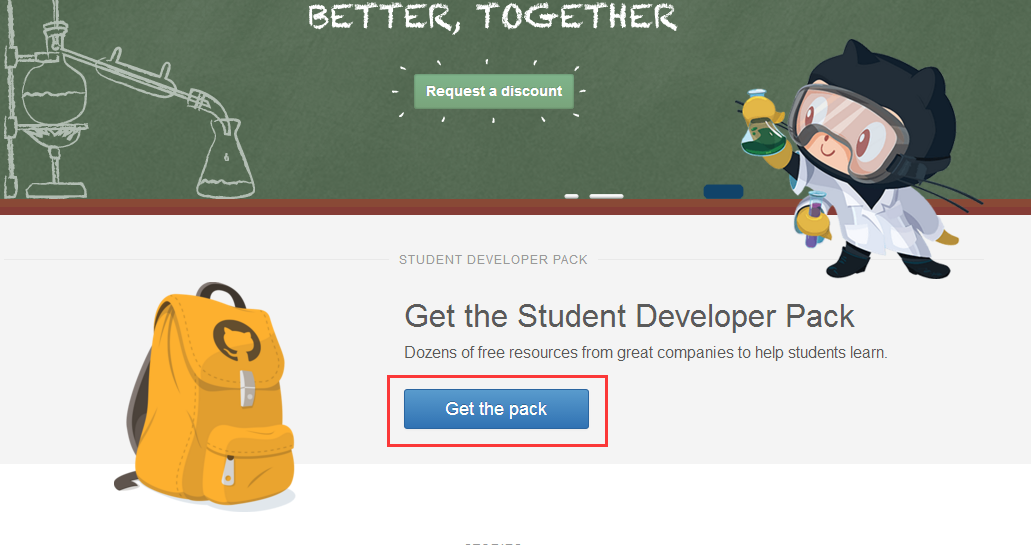 BETTER, TOGETHER
Request a discount
STUDENT DEVELOPER PACK
Get the Student Developer Pack
Dozens of free resources from great companies to help students learn.
Get the pack